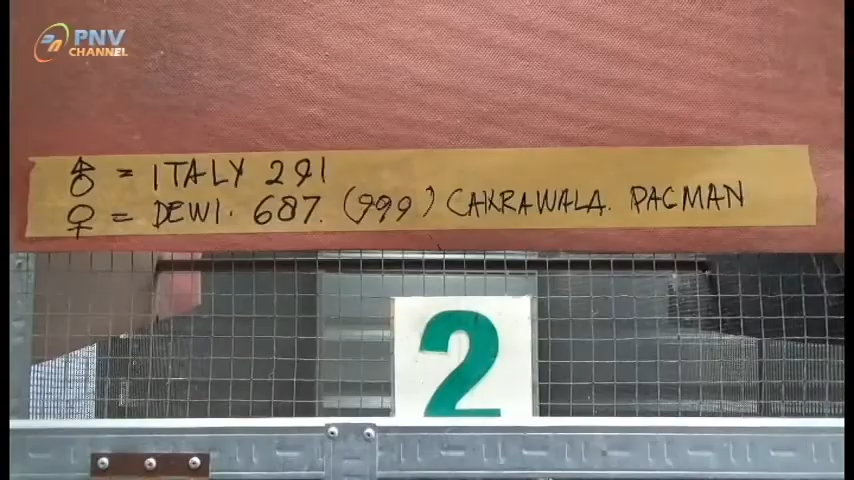 PNV
CHANNEL
♂ = ITALY 291
♀ = DEWI. 687. (999) CAKRAWALA. PACMAN
2